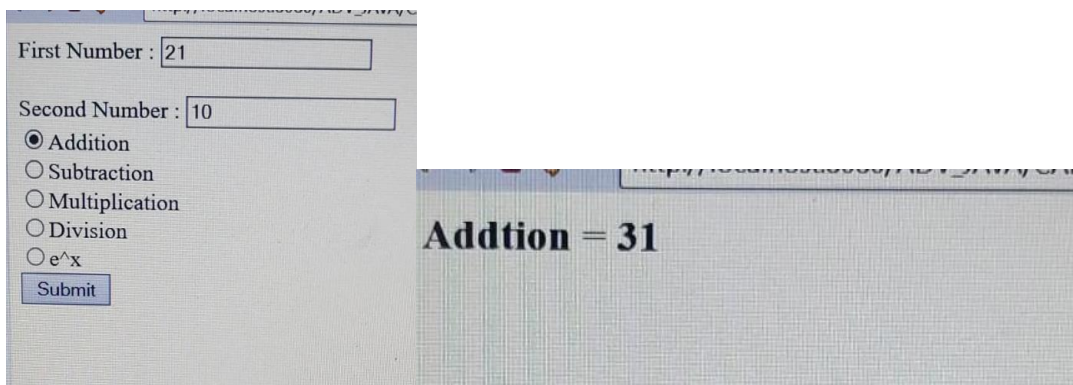 First Number : 21
Second Number : 10
Addition
Subtraction
Multiplication
Division
e^x
Submit
Addtion = 31